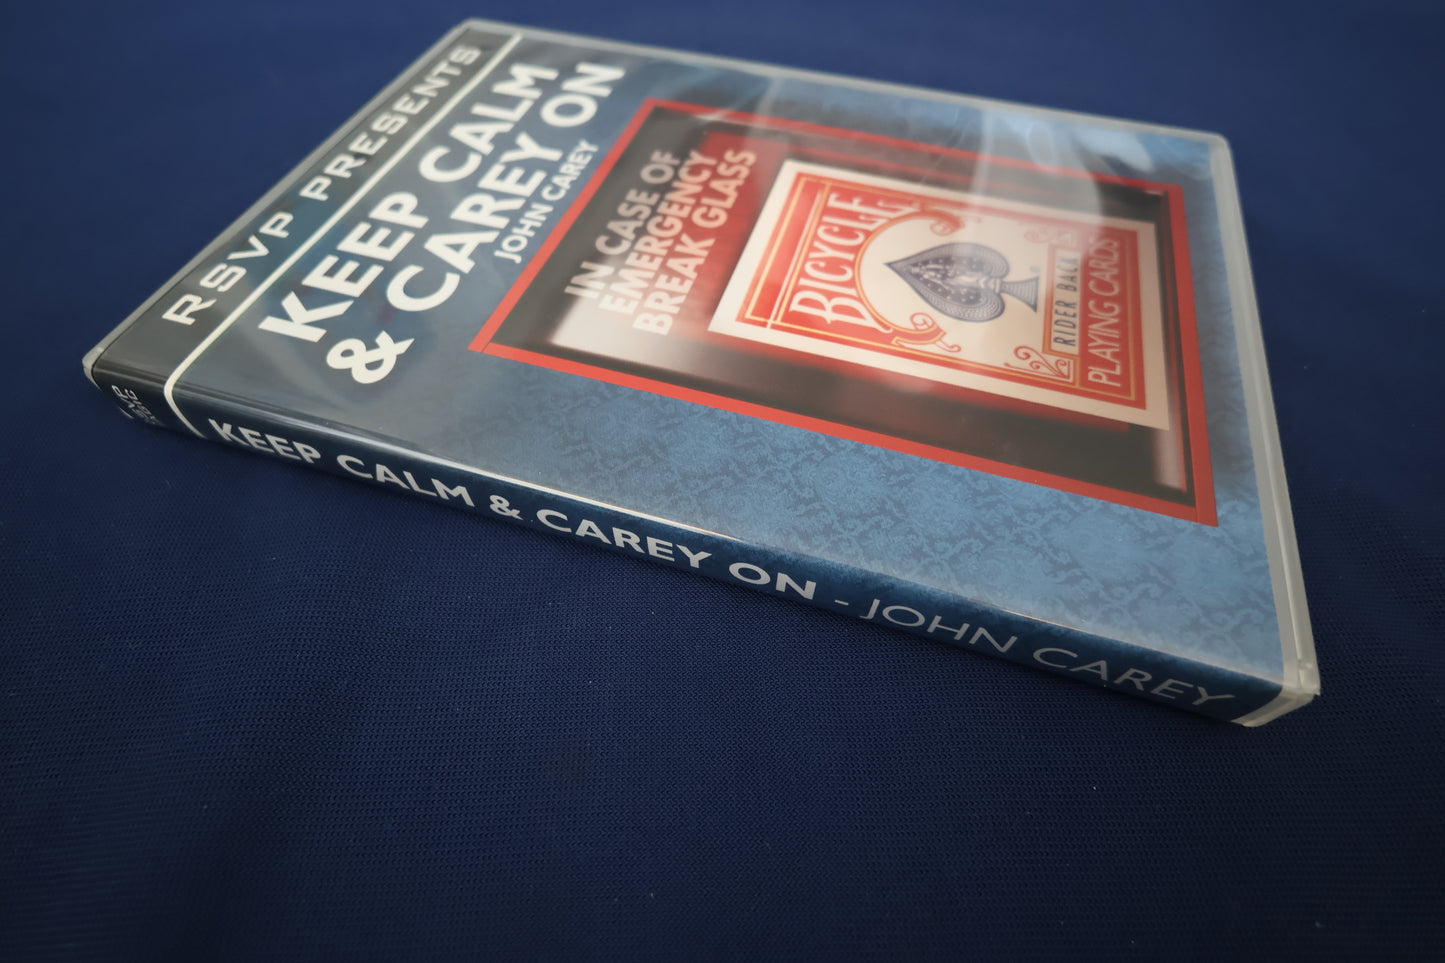 RSVP PRESENTS
KEEP CALM
& CAREY ON
JOHN CAREY
IN CASE OF
EMERGENCY
BREAK GLASS
BICYCLE
RIDER BACK
PLAYING CARDS
KEEP CALM & CAREY ON - JOHN CAREY